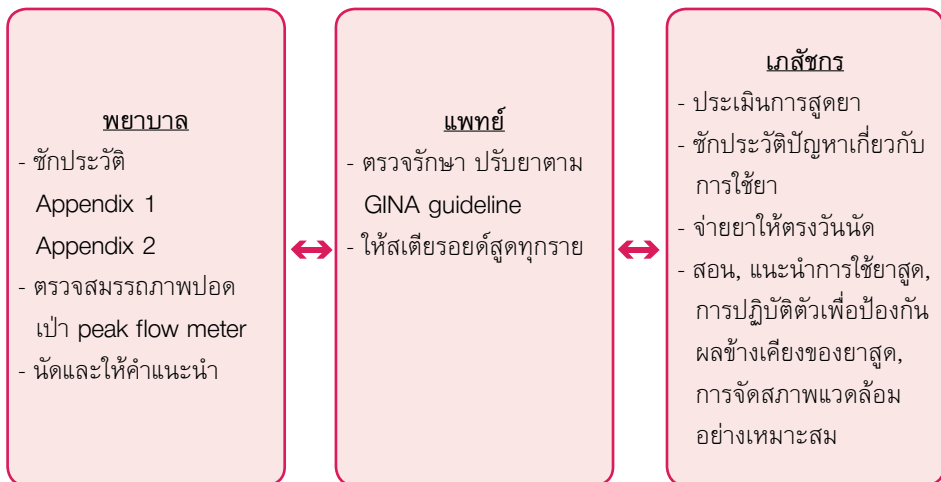 พยาบาล
- ซักประวัติ
Appendix 1
Appendix 2
- ตรวจสมรรถภาพปอด
เป่า peak flow meter
- นัดและให้คำแนะนำ
แพทย์
- ตรวจรักษา ปรับยาตาม
GINA guideline
- ให้สเตียรอยด์สูดทุกราย
เภสัชกร
- ประเมินการสูดยา
- ซักประวัติปัญหาเกี่ยวกับ
การใช้ยา
- จ่ายยาให้ตรงวันนัด
- สอน, แนะนำการใช้ยาสูด,
การปฏิบัติตัวเพื่อป้องกัน
ผลข้างเคียงของยาสูด,
การจัดสภาพแวดล้อม
อย่างเหมาะสม